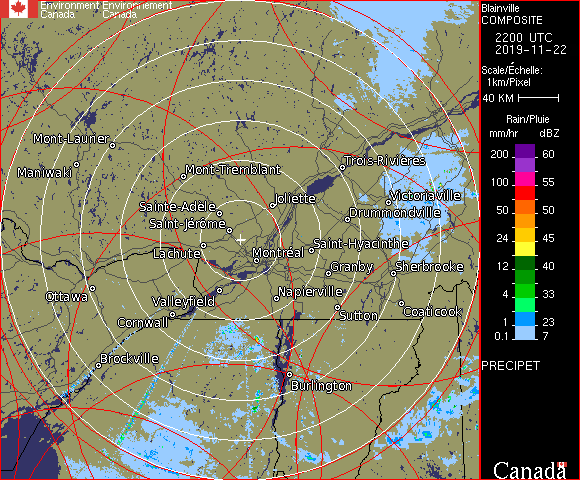 Environment Environnement
Canada Canada
Blainville
COMPOSITE
2200 UTC
2019-11-22
Scale/Échelle:
1km/Pixel
40 KM
Rain/Pluie
mm/hr dBZ
200 60
100 55
50 50
24 45
12 40
4 33
1 23
0.1 7
PRECIPET
Mont-Laurier
Maniwaki
Mont-Tremblant
Trois-Rivières
Joliette
Victoriaville
Sainte-Adèle
Drummondville
Saint-Jérôme
Lachute
Montréal
Saint-Hyacinthe
Granby
Sherbrooke
Ottawa
Valleyfield
Napierville
Cornwall
Sutton
Coaticook
Brockville
Burlington
Canada